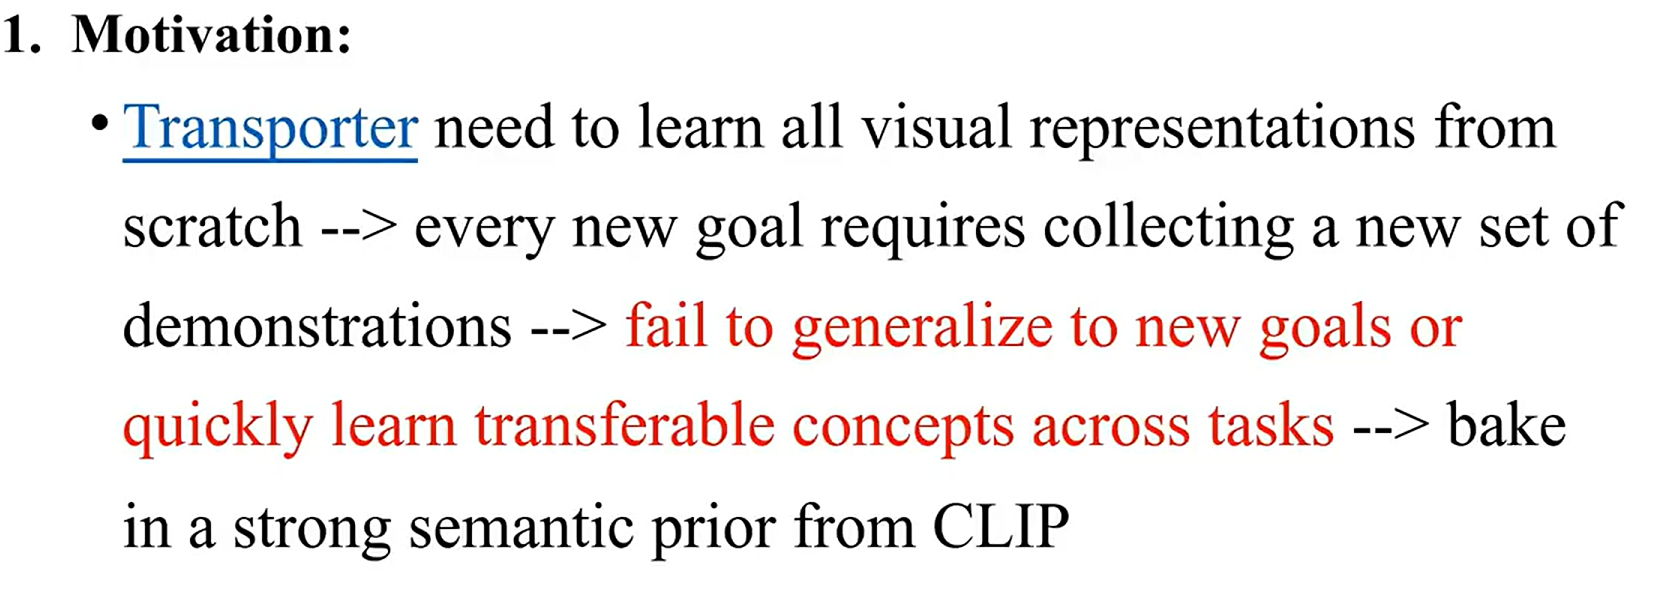 1. Motivation:
• Transporter need to learn all visual representations from
scratch --> every new goal requires collecting a new set of
demonstrations --> fail to generalize to new goals or
quickly learn transferable concepts across tasks --> bake
in a strong semantic prior from CLIP